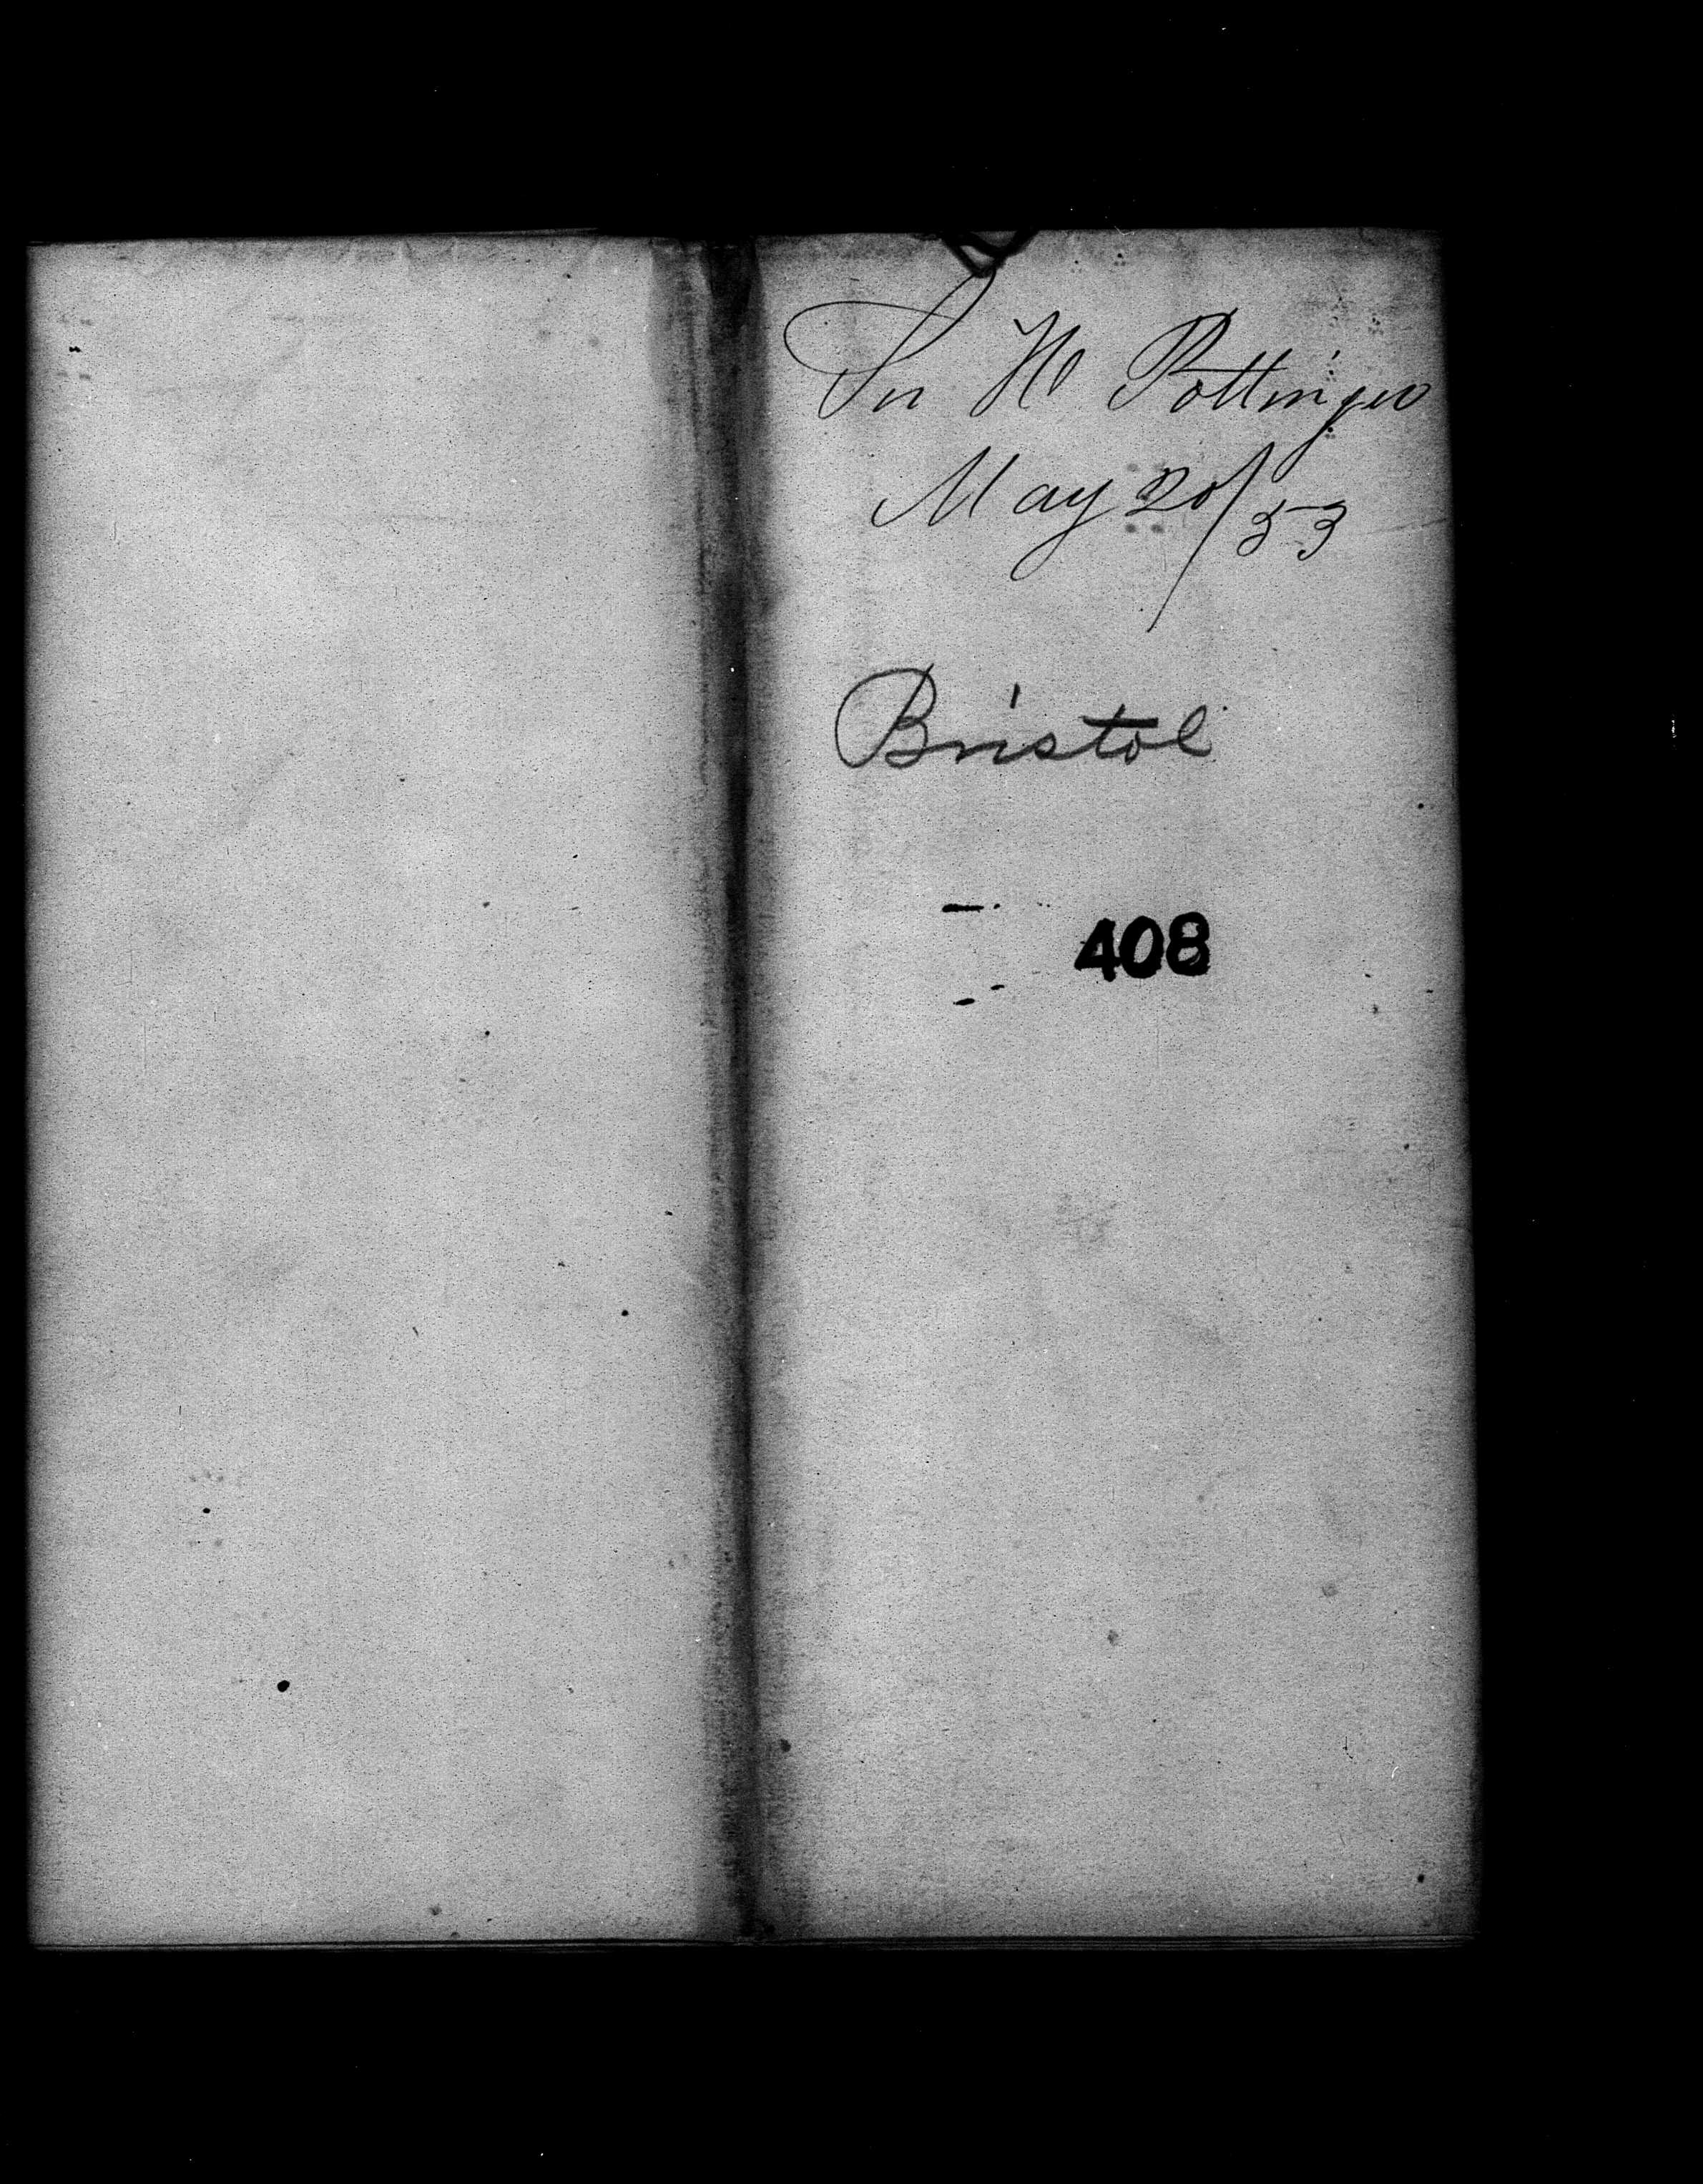 Sir H Pottinger
May 20/53
Bristol
408